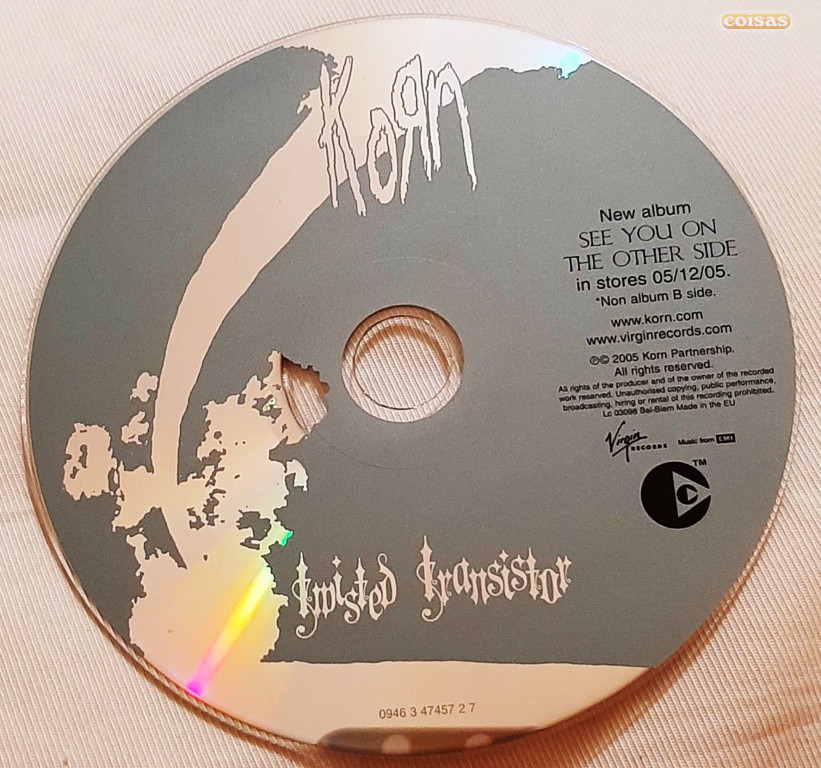 coisas
KoRn
New album
SEE YOU ON
THE OTHER SIDE
in stores 05/12/05.
*Non album B side.
www.korn.com
www.virginrecords.com
℗© 2005 Korn Partnership.
All rights reserved.
All rights of the producer and of the owner of the recorded
work reserved. Unauthorised copying, public performance,
broadcasting, hiring or rental of this recording prohibited.
Lc 03098 Bel-Biem Made in the EU
Virgin RECORDS Music from EMI
TM
twisted transistor
0946 3 47457 2 7